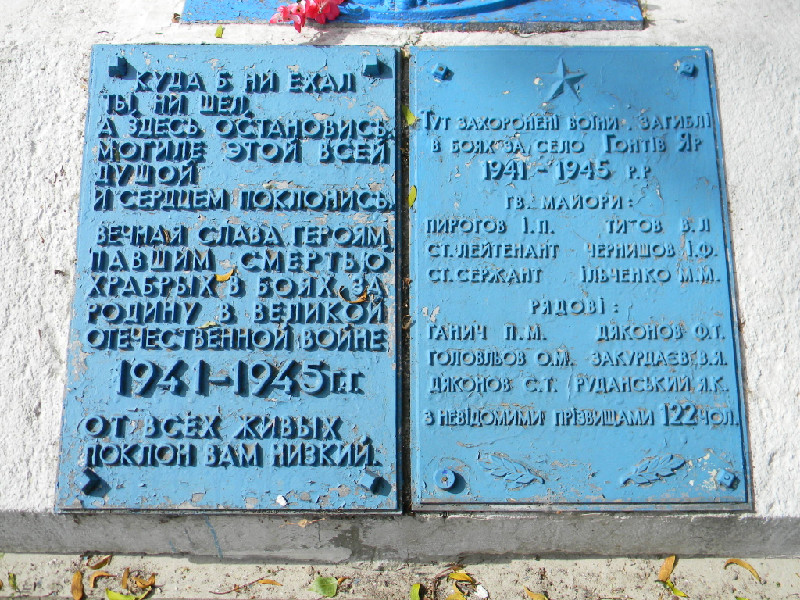 КУДА Б НИ ЕХАЛ
ТЫ, НИ ШЕЛ,
А ЗДЕСЬ ОСТАНОВИСЬ.
МОГИЛЕ ЭТОЙ ВСЕЙ
ДУШОЙ
И СЕРДЦЕМ ПОКЛОНИСЬ.
ВЕЧНАЯ СЛАВА ГЕРОЯМ,
ПАВШИМ СМЕРТЬЮ
ХРАБРЫХ В БОЯХ ЗА
РОДИНУ В ВЕЛИКОЙ
ОТЕЧЕСТВЕННОЙ ВОЙНЕ
1941-1945 г.г.
ОТ ВСЕХ ЖИВЫХ
ПОКЛОН ВАМ НИЗКИЙ.
ТУТ ЗАХОРОНЕНІ ВОЇНИ, ЗАГИБЛІ
В БОЯХ ЗА СЕЛО ГОНТІВ ЯР
1941-1945 Р.Р
ГВ. МАЙОРИ:
ПИРОГОВ І.П. ТИТОВ В.Л
СТ.ЛЕЙТЕНАНТ ЧЕРНИШОВ І.Ф.
СТ.СЕРЖАНТ ІЛЬЧЕНКО М.М.
РЯДОВІ:
ГАНИЧ П.М. ДЯКОНОВ Ф.Т.
ГОЛОВЛЬОВ О.М. ЗАКУРДАЄВ В.Я.
ДЯКОНОВ С.Т. РУДАНСЬКИЙ Я.К.
З НЕВІДОМИМИ ПРІЗВИЩАМИ 122 ЧОЛ.